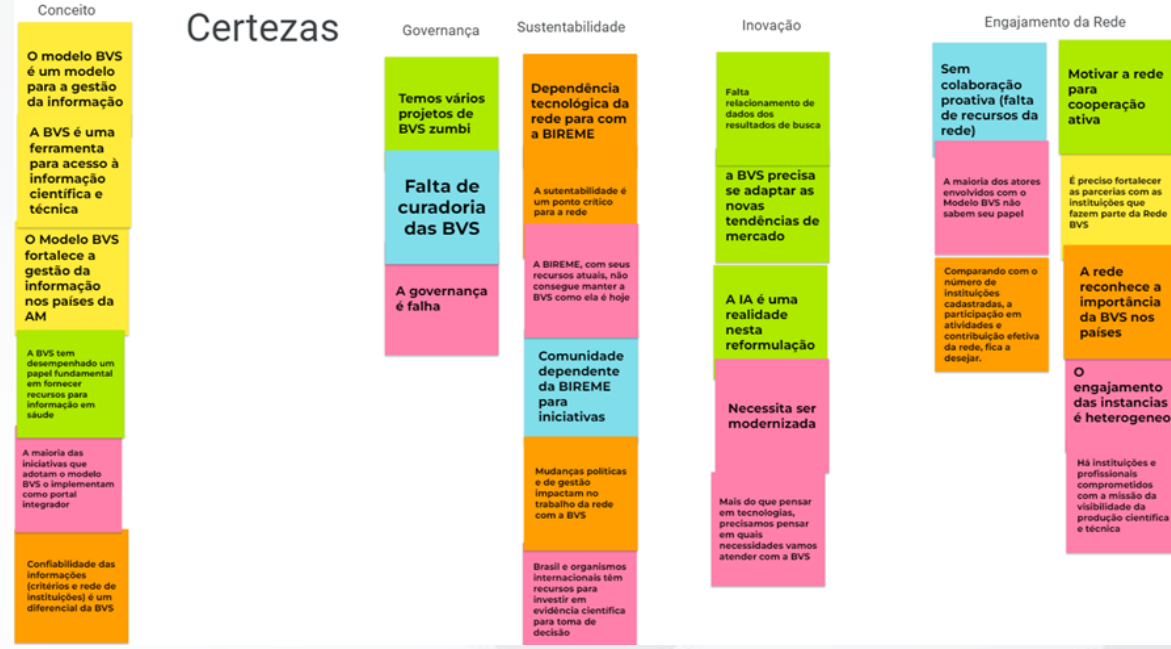 Conceito
O modelo BVS
é um modelo
para a gestão
da informação
A BVS é uma
ferramenta
para acesso à
informação
científica e
técnica
O Modelo BVS
fortalece a
gestão da
informação
nos países da
AM
A BVS tem
desempenhado um
papel fundamental
em fornecer
recursos para
informação em
sáude
A maioria das
iniciativas que
adotam o modelo
BVS o implementam
como portal
integrador
Confiabilidade das
informações
(critérios e rede de
instituições) é um
diferencial da BVS
Certezas
Governança
Temos vários
projetos de
BVS zumbi
Falta de
curadoria
das BVS
A governança
é falha
Sustentabilidade
Dependência
tecnológica da
rede para com
a BIREME
A sutentabilidade é
um ponto crítico
para a rede
A BIREME, com seus
recursos atuais, não
consegue manter a
BVS como ela é hoje
Comunidade
dependente
da BIREME
para
iniciativas
Mudanças políticas
e de gestão
impactam no
trabalho da rede
com a BVS
Brasil e organismos
internacionais têm
recursos para
investir em
evidência científica
para toma de
decisão
Inovação
Falta
relacionamento de
dados dos
resultados de busca
a BVS precisa
se adaptar as
novas
tendências de
mercado
A IA é uma
realidade
nesta
reformulação
Necessita ser
modernizada
Mais do que pensar
em tecnologias,
precisamos pensar
em quais
necessidades vamos
atender com a BVS
Engajamento da Rede
Sem
colaboração
proativa (falta
de recursos da
rede)
A maioria dos atores
envolvidos com o
Modelo BVS não
sabem seu papel
Comparando com o
número de
instituições
cadastradas, a
participação em
atividades e
contribuição efetiva
da rede, fica a
desejar.
Motivar a rede
para
cooperação
ativa
É preciso fortalecer
as parcerias com as
instituições que
fazem parte da Rede
BVS
A rede
reconhece a
importância
da BVS nos
países
O
engajamento
das instancias
é heterogeneo
Há instituições e
profissionais
comprometidos
com a missão da
visibilidade da
produção científica
e técnica